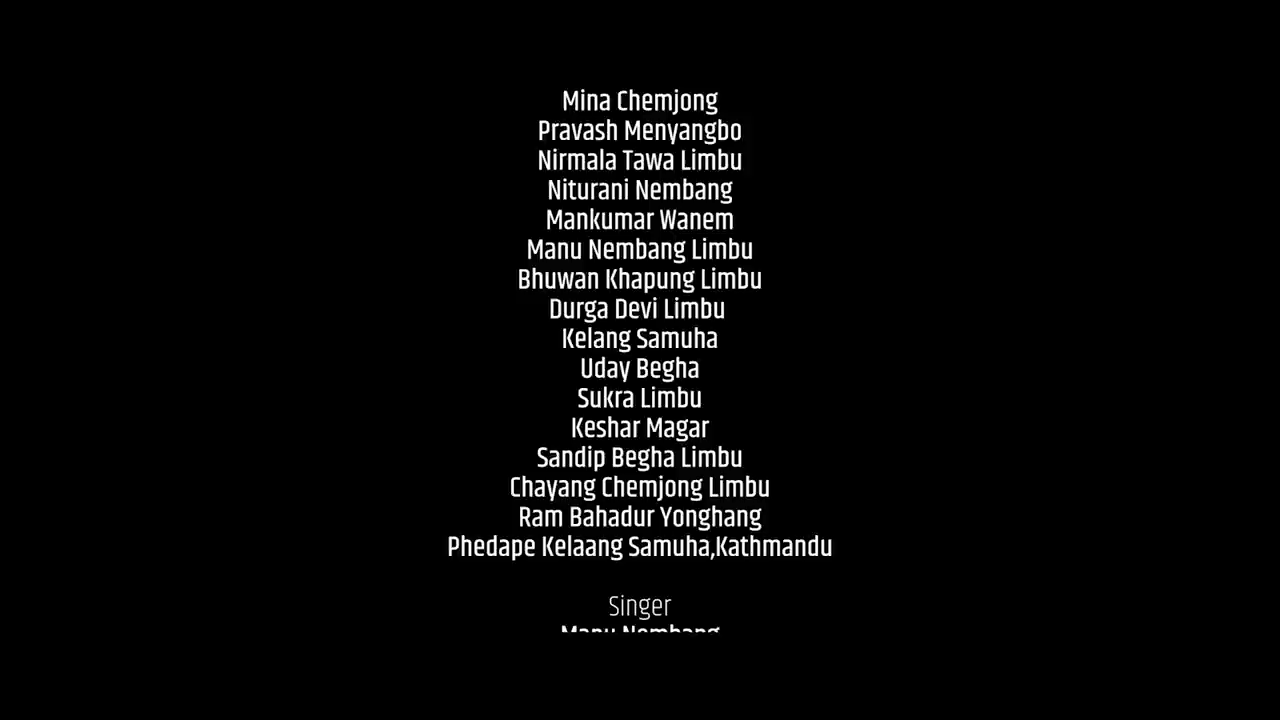 Mina Chemjong
Pravash Menyangbo
Nirmala Tawa Limbu
Niturani Nembang
Mankumar Wanem
Manu Nembang Limbu
Bhuwan Khapung Limbu
Durga Devi Limbu
Kelang Samuha
Uday Begha
Sukra Limbu
Keshar Magar
Sandip Begha Limbu
Chayang Chemjong Limbu
Ram Bahadur Yonghang
Phedape Kelaang Samuha,Kathmandu
Singer
Manu Nembang